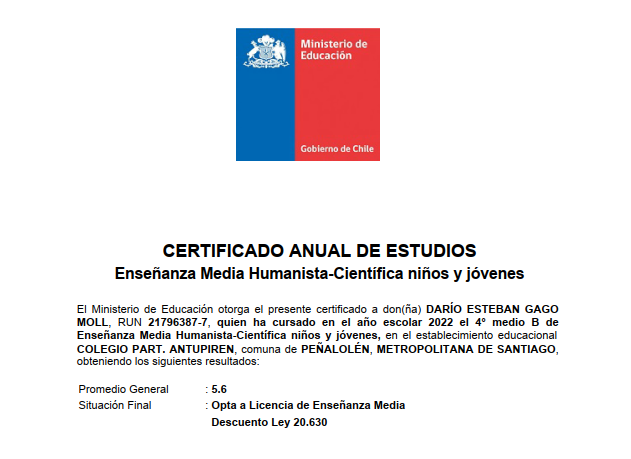 Ministerio de
Educación
Gobierno de Chile
CERTIFICADO ANUAL DE ESTUDIOS
Enseñanza Media Humanista-Científica niños y jóvenes
El Ministerio de Educación otorga el presente certificado a don(ña) DARÍO ESTEBAN GAGO
MOLL, RUN 21796387-7, quien ha cursado en el año escolar 2022 el 4º medio B de
Enseñanza Media Humanista-Científica niños y jóvenes, en el establecimiento educacional
COLEGIO PART. ANTUPIREN, comuna de PEÑALOLÉN, METROPOLITANA DE SANTIAGO,
obteniendo los siguientes resultados:
Promedio General : 5.6
Situación Final : Opta a Licencia de Enseñanza Media
Descuento Ley 20.630